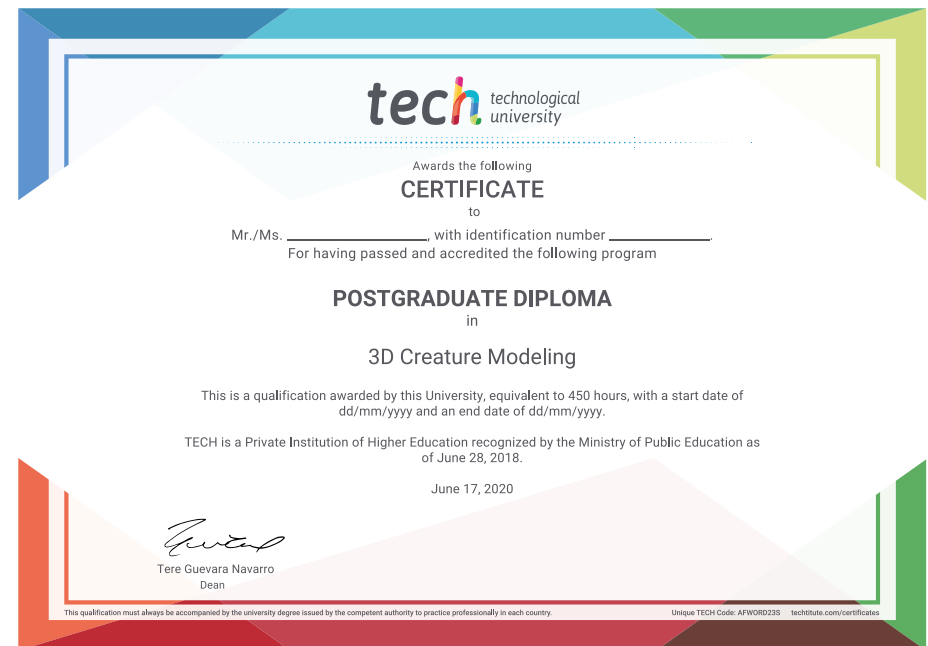 tech technological
university
Awards the following
CERTIFICATE
to
Mr./Ms. ____________________, with identification number ______________.
For having passed and accredited the following program
POSTGRADUATE DIPLOMA
in
3D Creature Modeling
This is a qualification awarded by this University, equivalent to 450 hours, with a start date of
dd/mm/yyyy and an end date of dd/mm/yyyy.
TECH is a Private Institution of Higher Education recognized by the Ministry of Public Education as
of June 28, 2018.
June 17, 2020
Tere Guevara Navarro
Dean
This qualification must always be accompanied by the university degree issued by the competent authority to practice professionally in each country.
Unique TECH Code: AFWORD23S techtitute.com/certificates